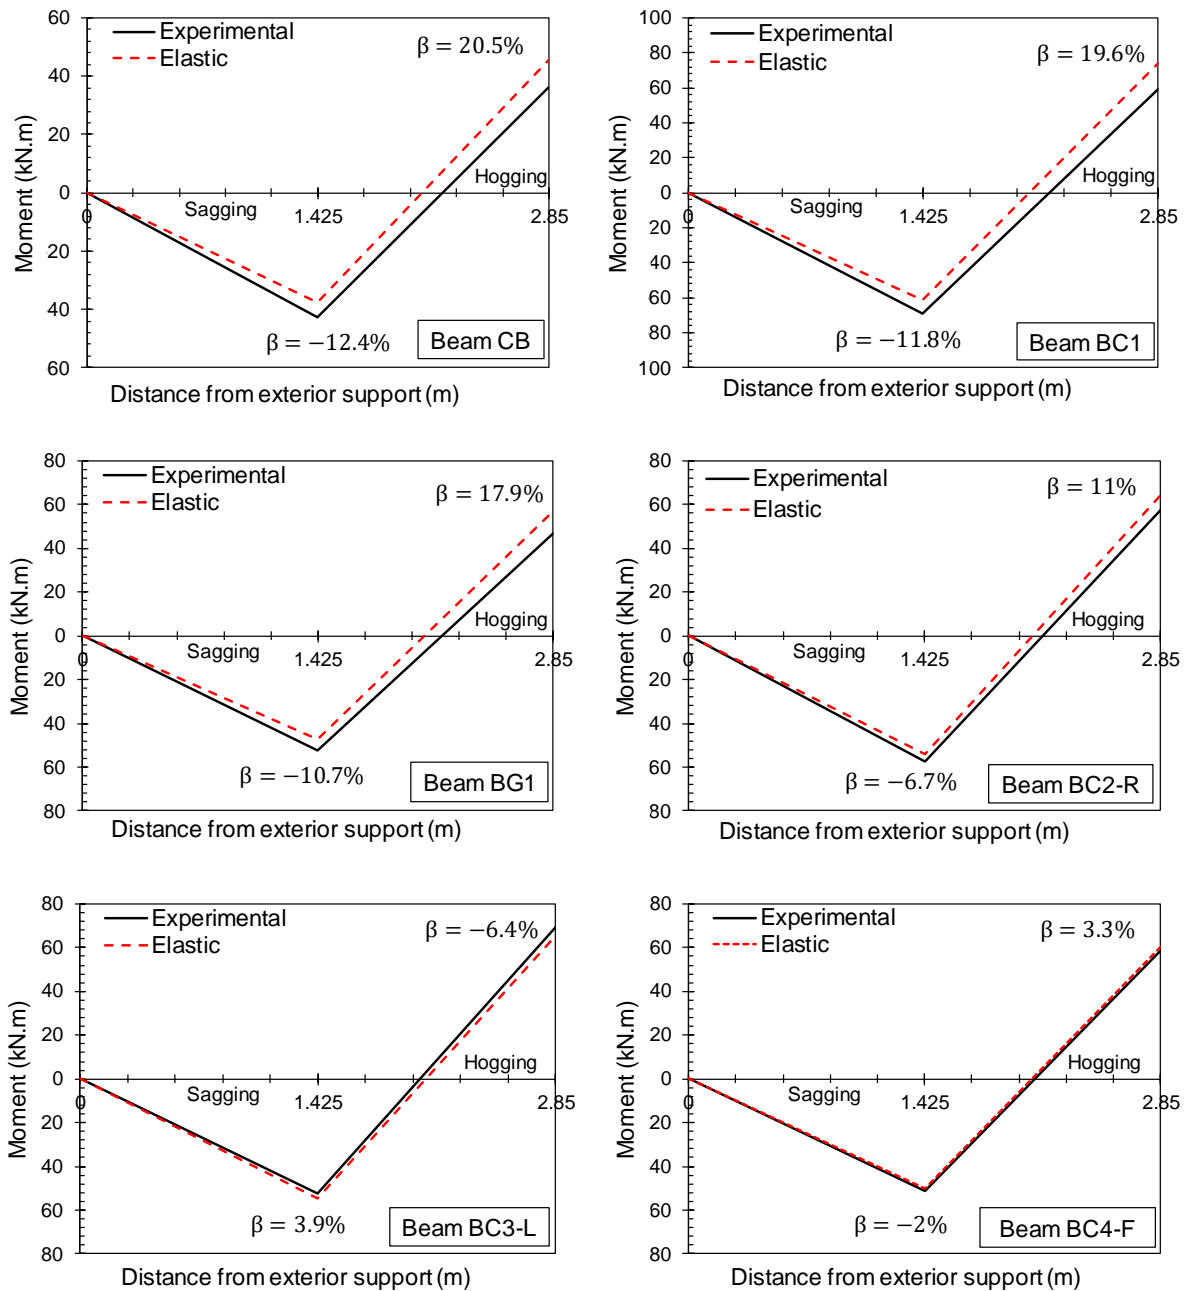 60
40
20
0
20
40
60
Moment (kN.m)
Experimental
Elastic
β = 20.5%
Hogging
Sagging
0
1.425
2.85
β = −12.4%
Beam CB
Distance from exterior support (m)
100
80
60
40
20
0
20
40
60
80
100
Moment (kN.m)
Experimental
Elastic
β = 19.6%
Hogging
Sagging
0
1.425
2.85
β = −11.8%
Beam BC1
Distance from exterior support (m)
80
60
40
20
0
20
40
60
80
Moment (kN.m)
Experimental
Elastic
β = 17.9%
Hogging
Sagging
0
1.425
2.85
β = −10.7%
Beam BG1
Distance from exterior support (m)
80
60
40
20
0
20
40
60
80
Moment (kN.m)
Experimental
Elastic
β = 11%
Hogging
Sagging
0
1.425
2.85
β = −6.7%
Beam BC2-R
Distance from exterior support (m)
80
60
40
20
0
20
40
60
80
Moment (kN.m)
Experimental
Elastic
β = −6.4%
Hogging
Sagging
0
1.425
2.85
β = 3.9%
Beam BC3-L
Distance from exterior support (m)
80
60
40
20
0
20
40
60
80
Moment (kN.m)
Experimental
Elastic
β = 3.3%
Hogging
Sagging
0
1.425
2.85
β = −2%
Beam BC4-F
Distance from exterior support (m)